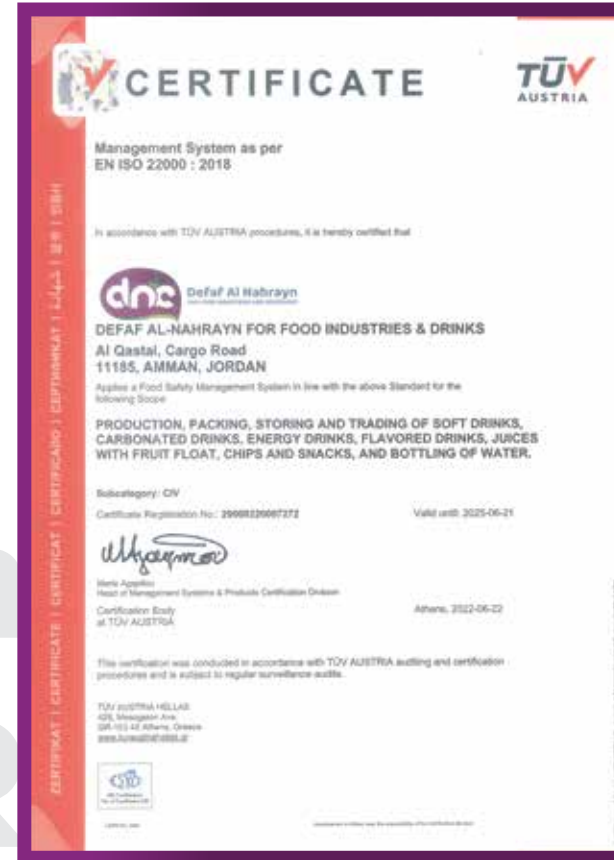 CERTIFICATE
TÜV
AUSTRIA
Management System as per
EN ISO 22000 : 2018
In accordance with TÜV AUSTRIA procedures, it is hereby certified that
dnc Defaf Al Nahrayn
DEFAF AL-NAHRAYN FOR FOOD INDUSTRIES & DRINKS
Al Qastal, Cargo Road
11185, AMMAN, JORDAN
Applies a Food Safety Management System in line with the above Standard for the
following Scope
PRODUCTION, PACKING, STORING AND TRADING OF SOFT DRINKS,
CARBONATED DRINKS, ENERGY DRINKS, FLAVORED DRINKS, JUICES
WITH FRUIT FLOAT, CHIPS AND SNACKS, AND BOTTLING OF WATER.
Subcategory: CIV
Certificate Registration No.:
Valid until: 2025-06-21
Head of Management Systems & Products Certification Division
Certification Body
at TÜV AUSTRIA
Athens, 2022-06-22
This certification was conducted in accordance with TÜV AUSTRIA auditing and certification
procedures and is subject to regular surveillance audits.
TÜV AUSTRIA HELLAS
429, Mesogeion Ave.
Athens, Greece
ZERTIFIKAT | CERTIFICATE | CERTIFICAT | CERTIFICADO | СЕРТИФИКАТ